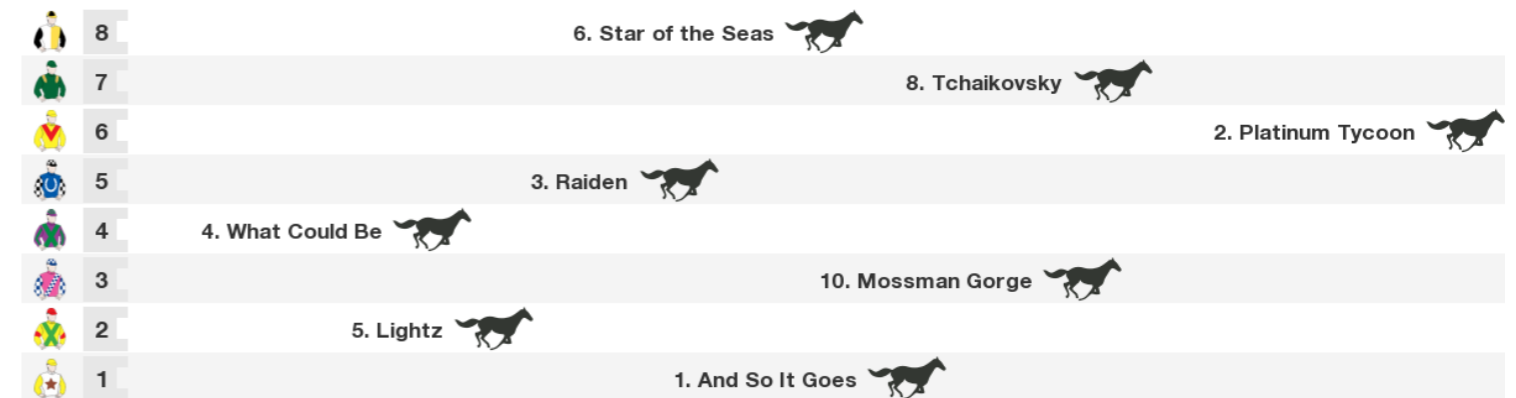 8 6. Star of the Seas
7 8. Tchaikovsky
6 2. Platinum Tycoon
5 3. Raiden
4 4. What Could Be
3 10. Mossman Gorge
2 5. Lightz
1 1. And So It Goes